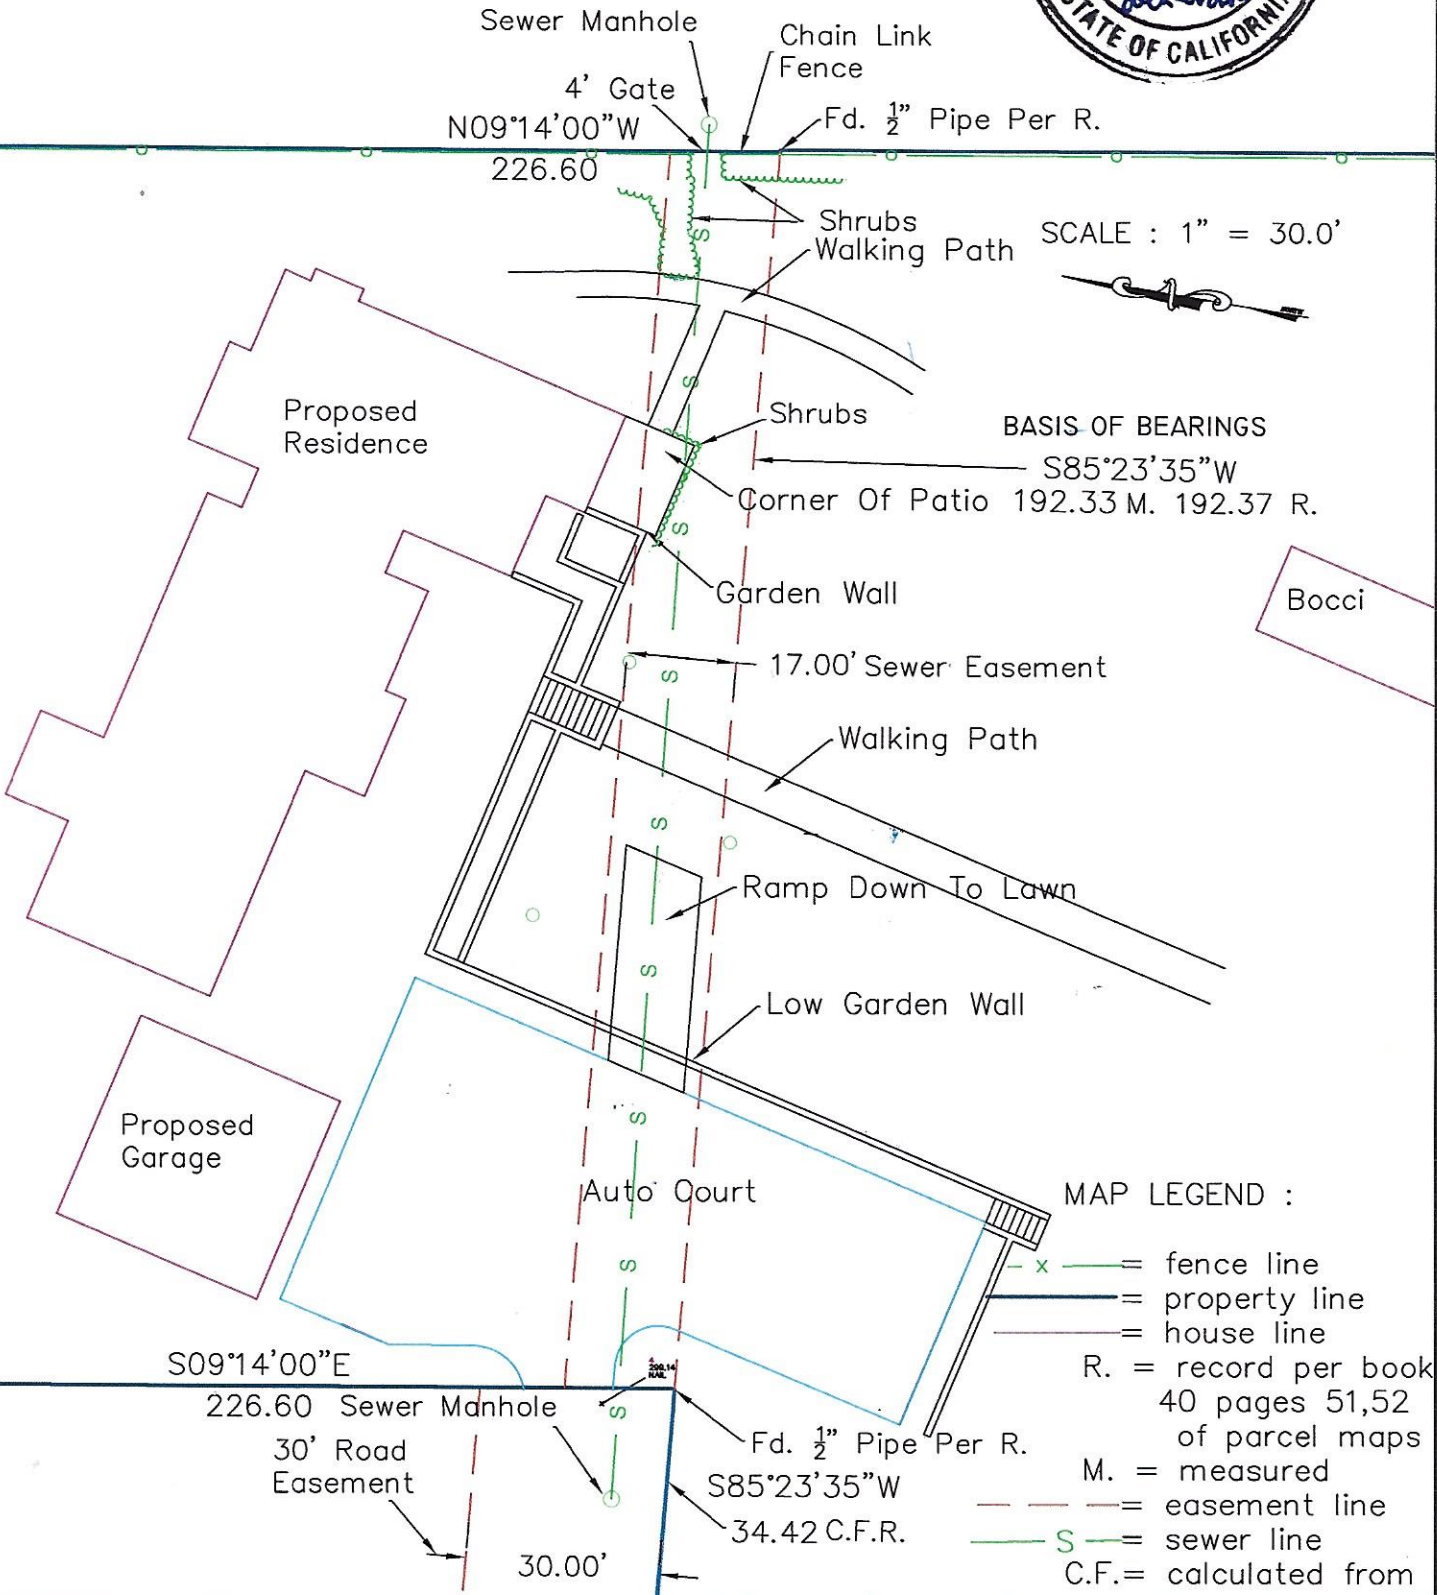 Sewer Manhole
STATE OF CALIFORNIA
Chain Link
Fence
4' Gate
N09°14'00"W
Fd. ½" Pipe Per R.
226.60
Shrubs
Walking Path
SCALE : 1" = 30.0'
S
Proposed
Residence
S
Shrubs
BASIS OF BEARINGS
S85°23'35"W
Corner Of Patio 192.33 M. 192.37 R.
S
Garden Wall
Bocci
17.00' Sewer Easement
S
Walking Path
S
Ramp Down To Lawn
S
Low Garden Wall
Proposed
Garage
S
Auto Court
MAP LEGEND :
S
x = fence line
= property line
= house line
S09°14'00"E
R. = record per book
40 pages 51,52
of parcel maps
226.60 Sewer Manhole
S
30' Road
Easement
Fd. ½" Pipe Per R.
S85°23'35"W
M. = measured
= easement line
34.42 C.F.R.
S = sewer line
30.00'
C.F.= calculated from